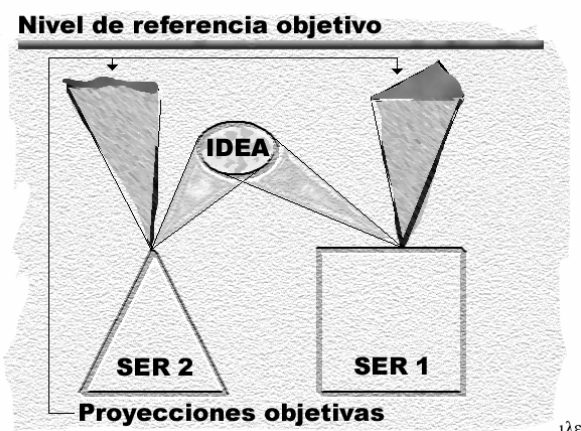 Nivel de referencia objetivo
IDEA
SER 2
SER 1
Proyecciones objetivas